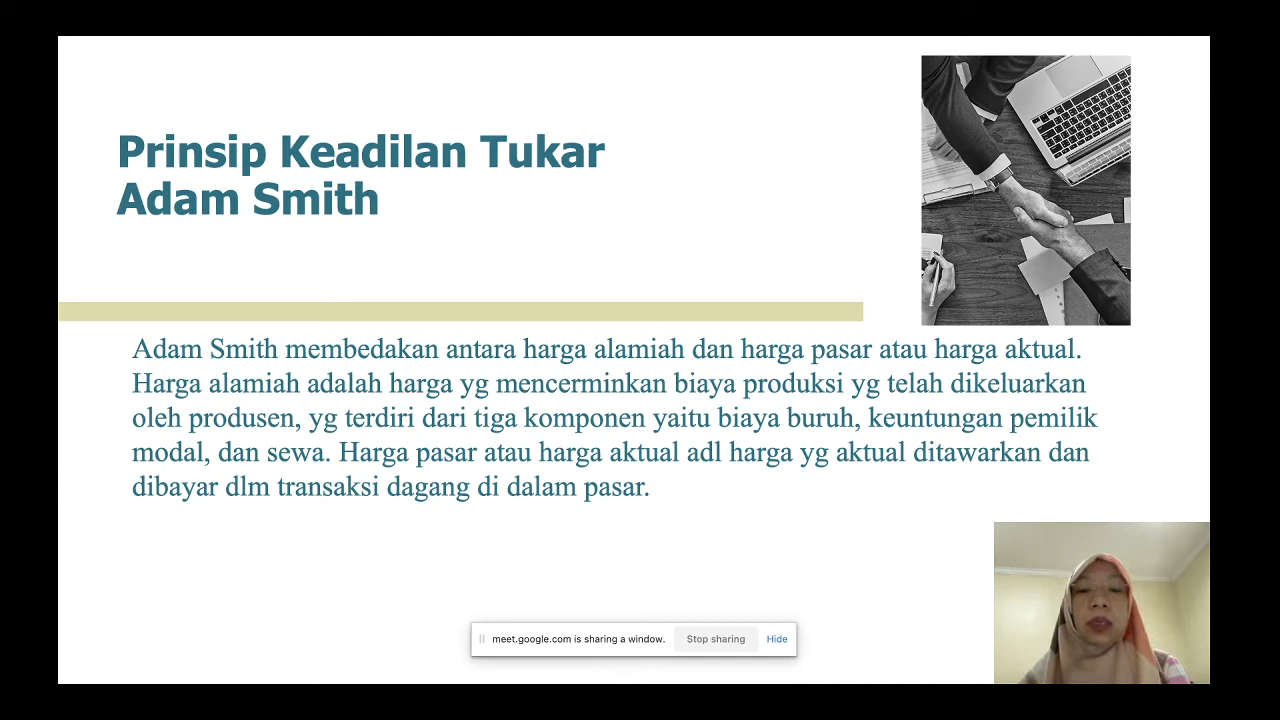 Prinsip Keadilan Tukar
Adam Smith
Adam Smith membedakan antara harga alamiah dan harga pasar atau harga aktual.
Harga alamiah adalah harga yg mencerminkan biaya produksi yg telah dikeluarkan
oleh produsen, yg terdiri dari tiga komponen yaitu biaya buruh, keuntungan pemilik
modal, dan sewa. Harga pasar atau harga aktual adl harga yg aktual ditawarkan dan
dibayar dlm transaksi dagang di dalam pasar.
meet.google.com is sharing a window. Stop sharing Hide